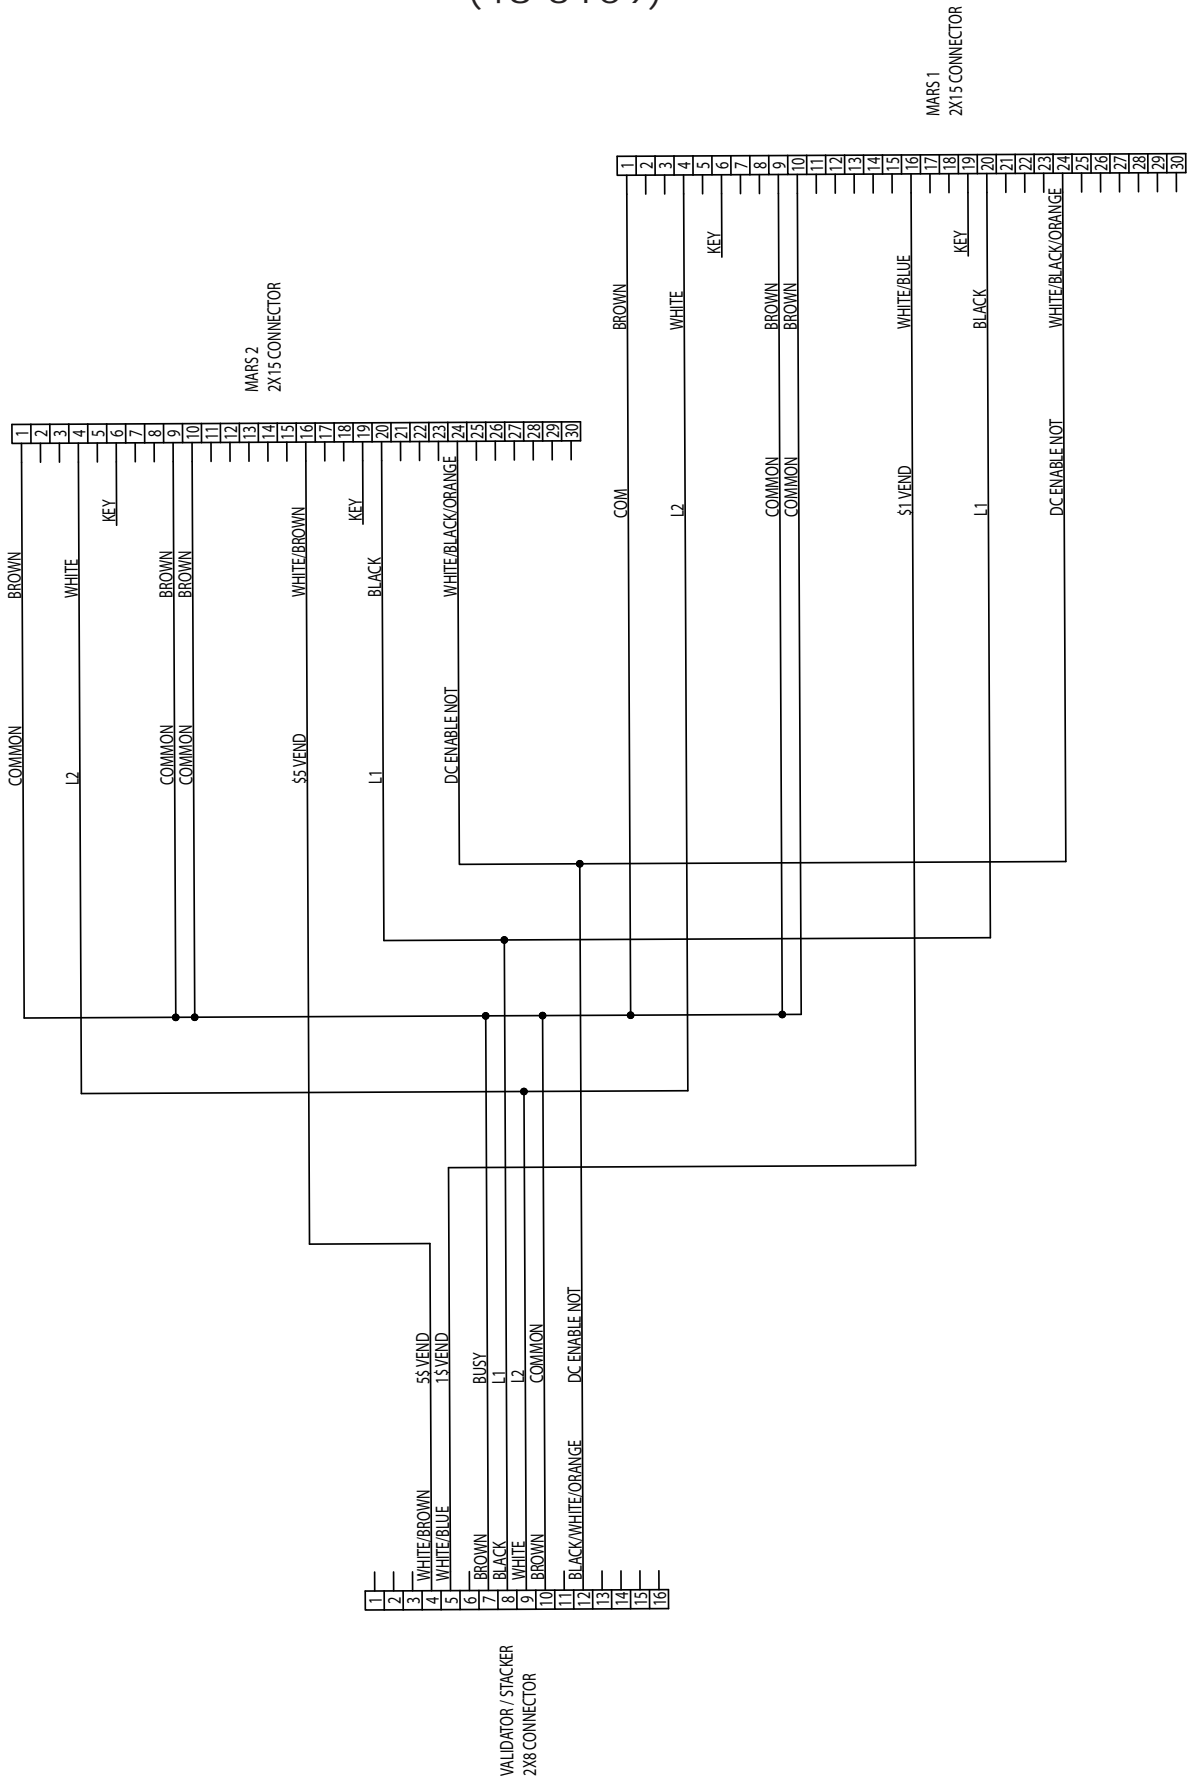 MARS 1
2X15 CONNECTOR
1
2
3
4
5
6
7
8
9
10
11
12
13
14
15
16
17
18
19
20
21
22
23
24
25
26
27
28
29
30
BROWN
WHITE
KEY
BROWN
BROWN
WHITE/BLUE
KEY
BLACK
WHITE/BLACK/ORANGE
COM
L2
COMMON
COMMON
$1 VEND
L1
DC ENABLE NOT
MARS 2
2X15 CONNECTOR
1
2
3
4
5
6
7
8
9
10
11
12
13
14
15
16
17
18
19
20
21
22
23
24
25
26
27
28
29
30
BROWN
WHITE
KEY
BROWN
BROWN
WHITE/BROWN
KEY
BLACK
WHITE/BLACK/ORANGE
COMMON
L2
COMMON
COMMON
$5 VEND
L1
DC ENABLE NOT
5$ VEND
1$ VEND
BUSY
L1
L2
COMMON
DC ENABLE NOT
WHITE/BROWN
WHITE/BLUE
BROWN
BLACK
WHITE
BROWN
BLACK/WHITE/ORANGE
1
2
3
4
5
6
7
8
9
10
11
12
13
14
15
16
VALIDATOR / STACKER
2X8 CONNECTOR